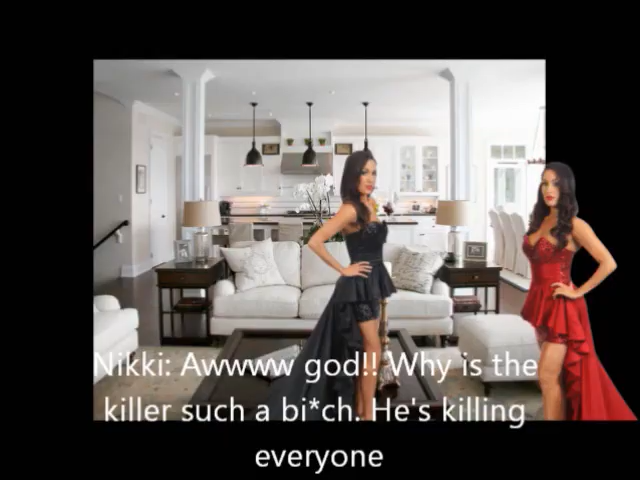 Nikki: Awwww god!! Why is the
killer such a bi*ch. He's killing
everyone